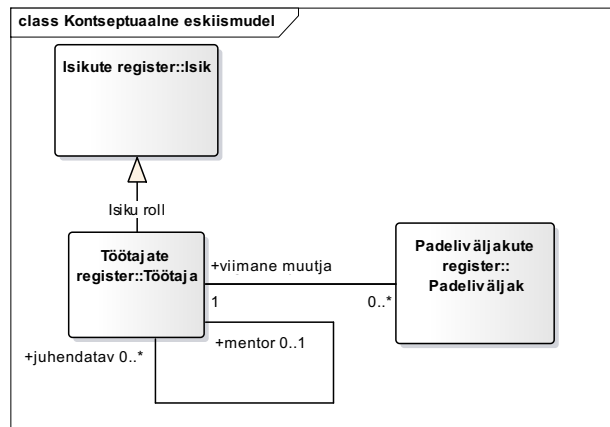 class Kontseptuaalne eskiismudel
Isikute register::Isik
Isiku roll
Töötajate
register::Töötaja
+viimane muutja
1
0..*
Padeliväljakute
register::
Padeliväljak
+mentor 0..1
+juhendatav 0..*